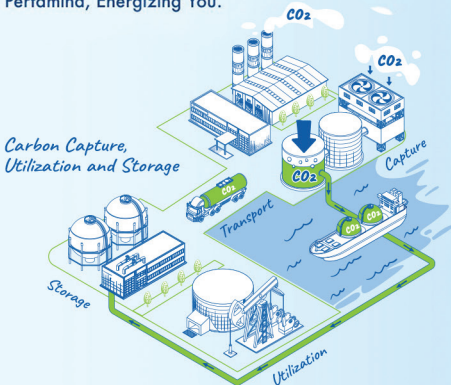 Pertamina, Energizing You.
CO2
CO2
Carbon Capture,
Utilization and Storage
CO2
Capture
CO2
Transport
CO2
CO2
Storage
Utilization